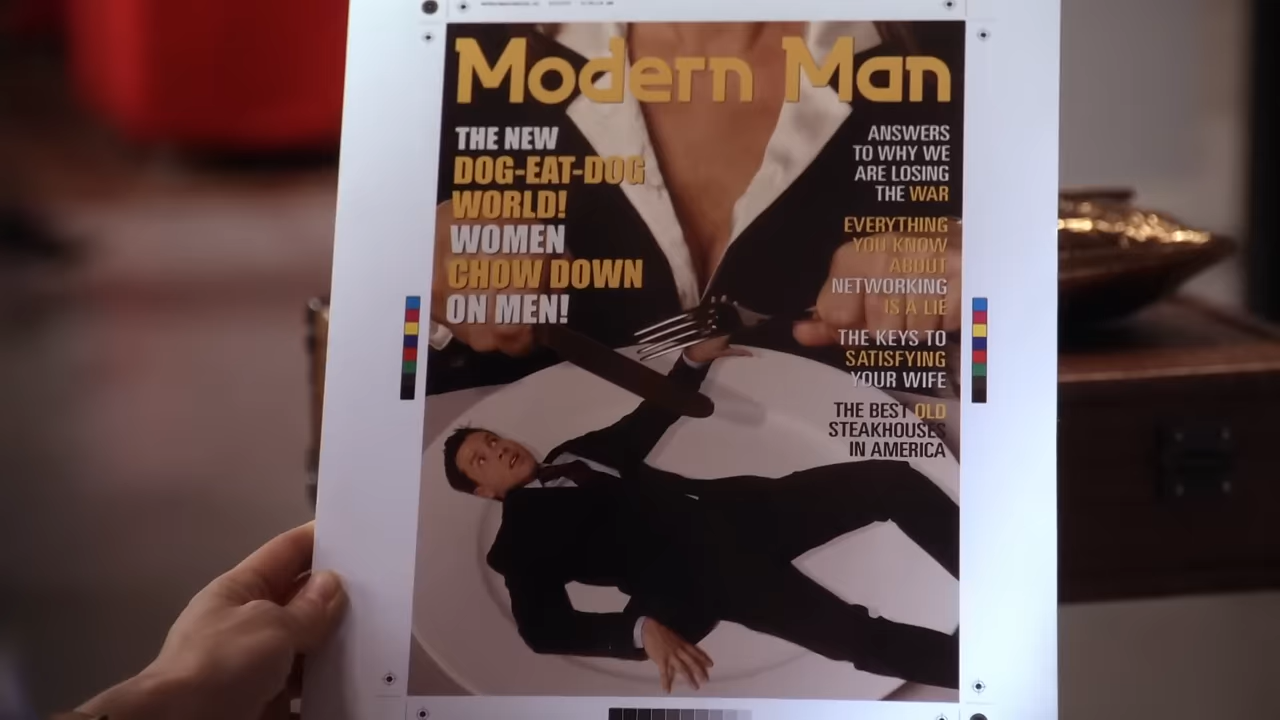 Modern Man
THE NEW
DOG-EAT-DOG
WORLD!
WOMEN
CHOW DOWN
ON MEN!
ANSWERS
TO WHY WE
ARE LOSING
THE WAR
EVERYTHING
YOU KNOW
ABOUT
NETWORKING
IS A LIE
THE KEYS TO
SATISFYING
YOUR WIFE
THE BEST OLD
STEAKHOUSES
IN AMERICA